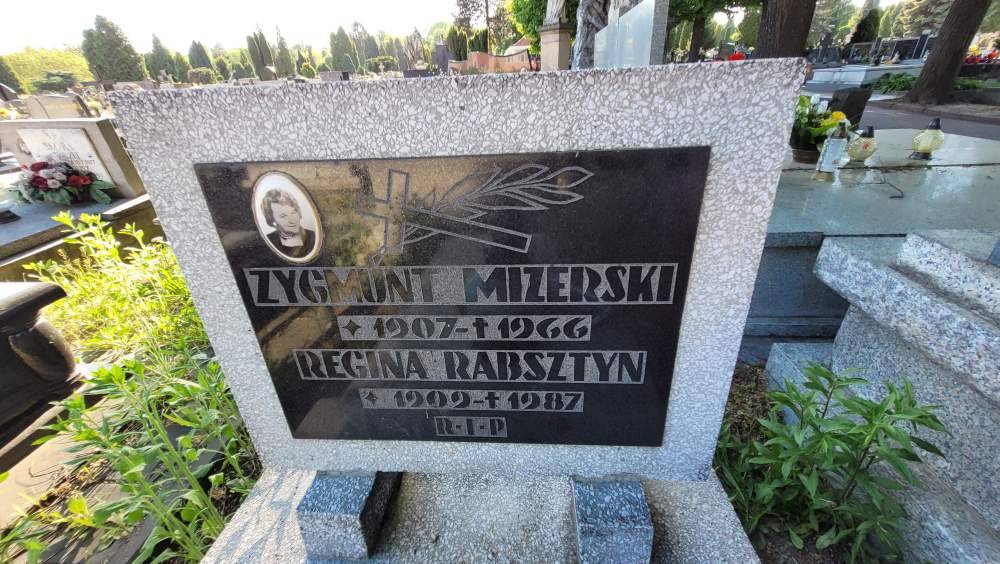 ZYGMUNT MIZERSKI
✦ 1907-✝1966
REGINA RABSZTYN
✦ 1909-✝1987
R-I-P